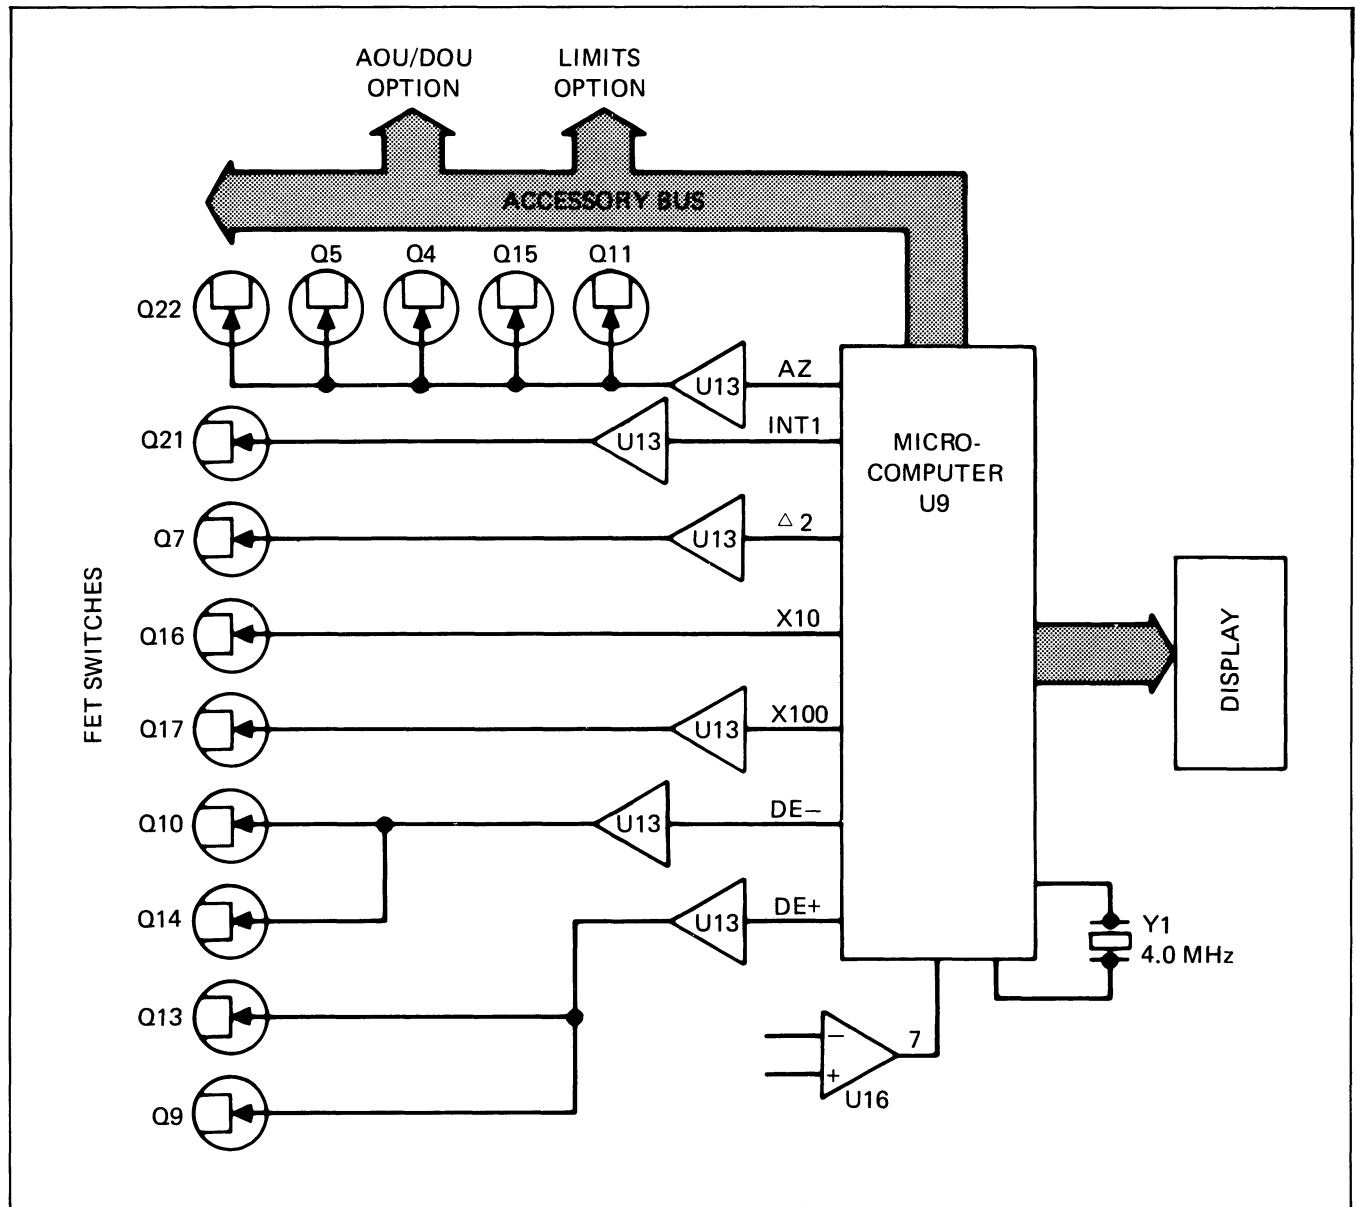 AOU/DOU
OPTION
LIMITS
OPTION
ACCESSORY BUS
Q5
Q4
Q15
Q11
Q22
U13
AZ
Q21
U13
INT1
MICRO-
COMPUTER
U9
Q7
U13
△ 2
FET SWITCHES
Q16
X10
DISPLAY
Q17
U13
X100
Q10
U13
DE−
Q14
U13
DE+
Y1
4.0 MHz
Q13
−
7
+
U16
Q9